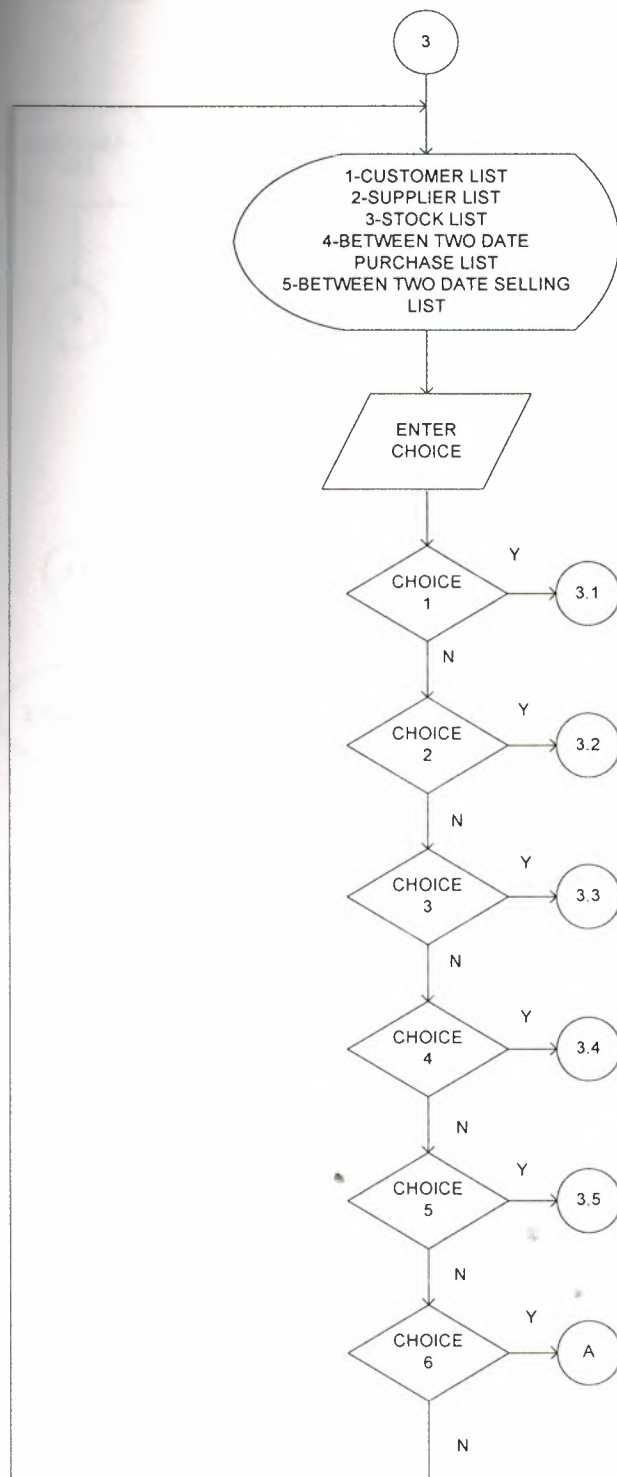 3
1-CUSTOMER LIST
2-SUPPLIER LIST
3-STOCK LIST
4-BETWEEN TWO DATE
PURCHASE LIST
5-BETWEEN TWO DATE SELLING
LIST
ENTER
CHOICE
CHOICE
1
Y
3.1
N
CHOICE
2
Y
3.2
N
CHOICE
3
Y
3.3
N
CHOICE
4
Y
3.4
N
CHOICE
5
Y
3.5
N
CHOICE
6
Y
A
N